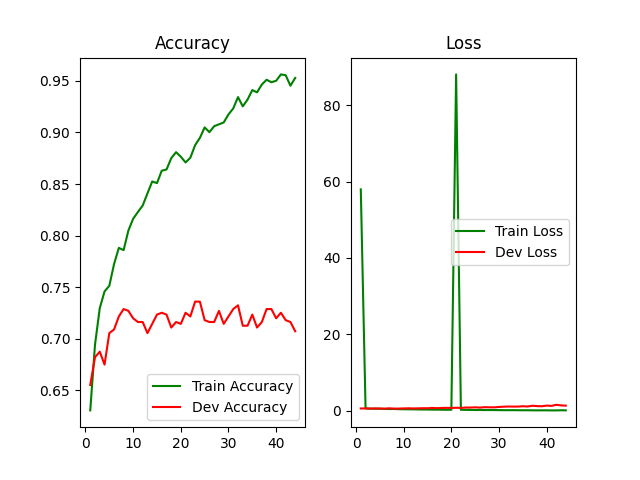 Accuracy
0.95
0.90
0.85
0.80
0.75
0.70
0.65
0 10 20 30 40
Train Accuracy
Dev Accuracy
Loss
80
60
40
20
0
0 10 20 30 40
Train Loss
Dev Loss